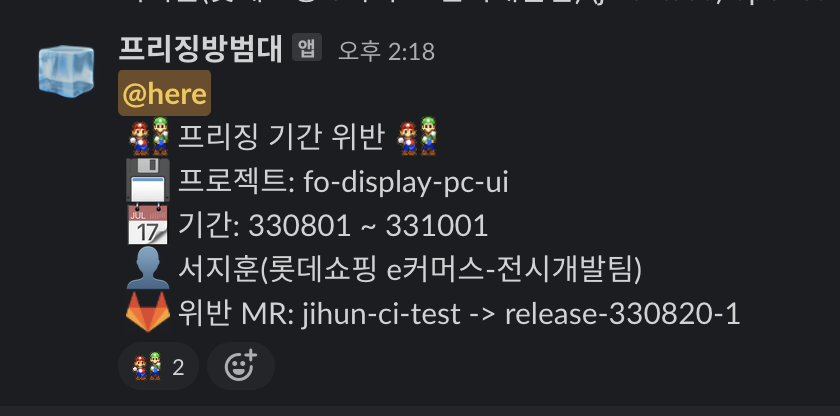 프리징방범대 앱 오후 2:18
@here
프리징 기간 위반
프로젝트: fo-display-pc-ui
JUL
17
기간: 330801 ~ 331001
서지훈(롯데쇼핑 e커머스-전시개발팀)
위반 MR: jihun-ci-test -> release-330820-1
2